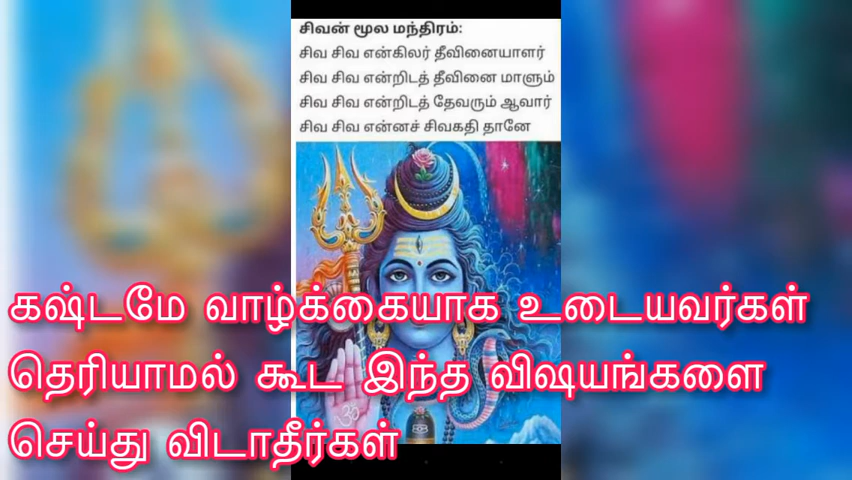 சிவன் மூல மந்திரம்:
சிவ சிவ என்கிலர் தீவினையாளர்
சிவ சிவ என்றிடத் தீவினை மாளும்
சிவ சிவ என்றிடத் தேவரும் ஆவார்
சிவ சிவ என்னச் சிவகதி தானே
கஷ்டமே வாழ்க்கையாக உடையவர்கள்
தெரியாமல் கூட இந்த விஷயங்களை
செய்து விடாதீர்கள்
ॐ